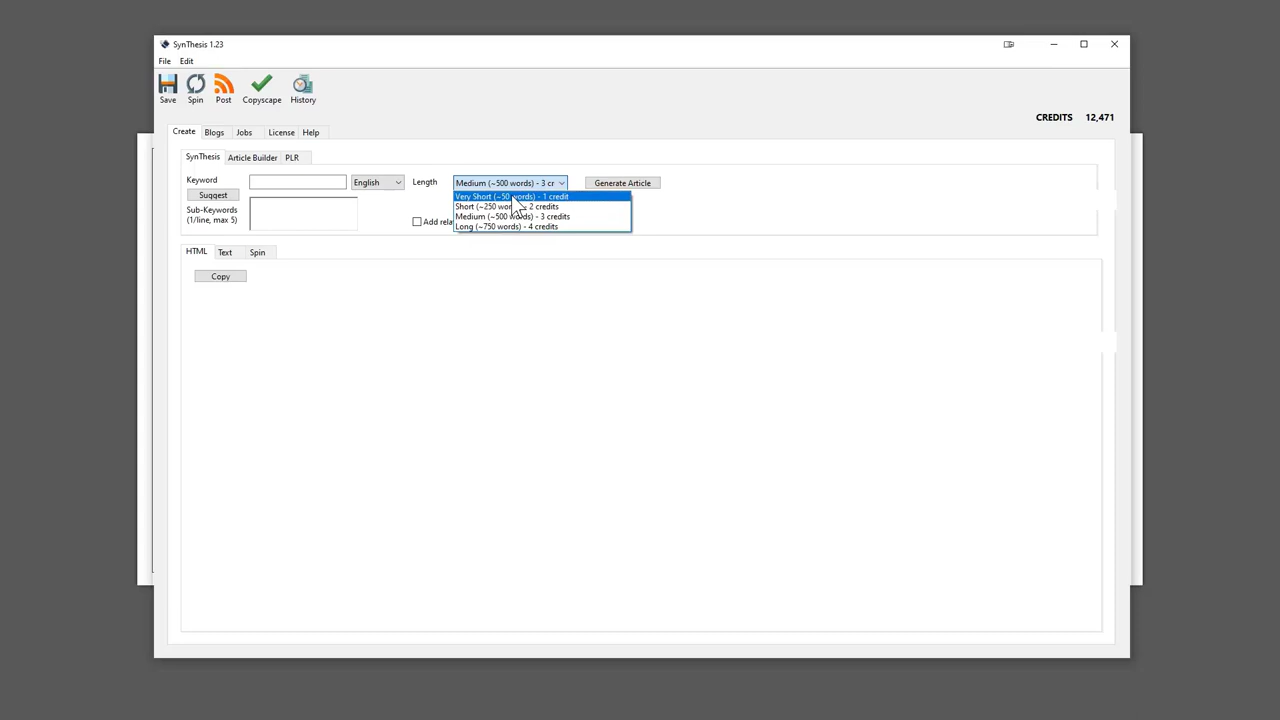 SynThesis 1.23
File Edit
Save Spin Post Copyscape History
CREDITS 12,471
Create Blogs Jobs License Help
SynThesis Article Builder PLR
Keyword English Length Medium (~500 words) - 3 cr Generate Article
Suggest
Very Short (~50 words) - 1 credit
Short (~250 wor 2 credits
Medium (~500 words) - 3 credits
Long (~750 words) - 4 credits
Sub-Keywords
(1/line, max 5)
Add rela
HTML Text Spin
Copy